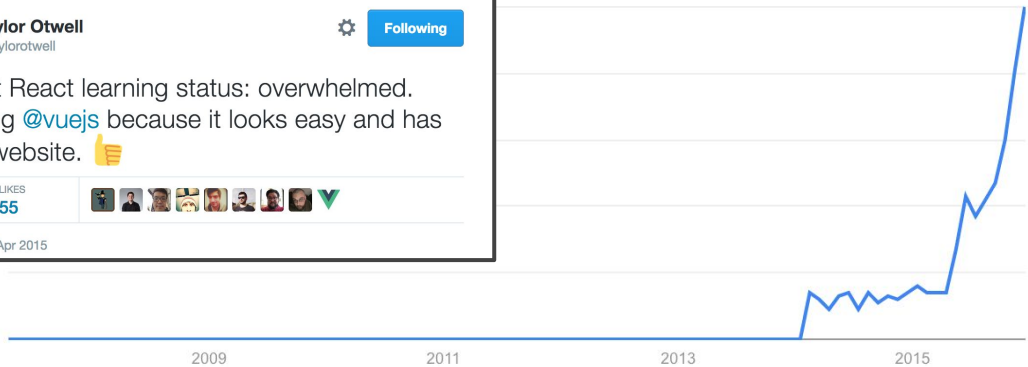 ylor Otwell
ylorotwell
Following
t React learning status: overwhelmed.
g @vuejs because it looks easy and has
website.
LIKES
55
Apr 2015
2009 2011 2013 2015